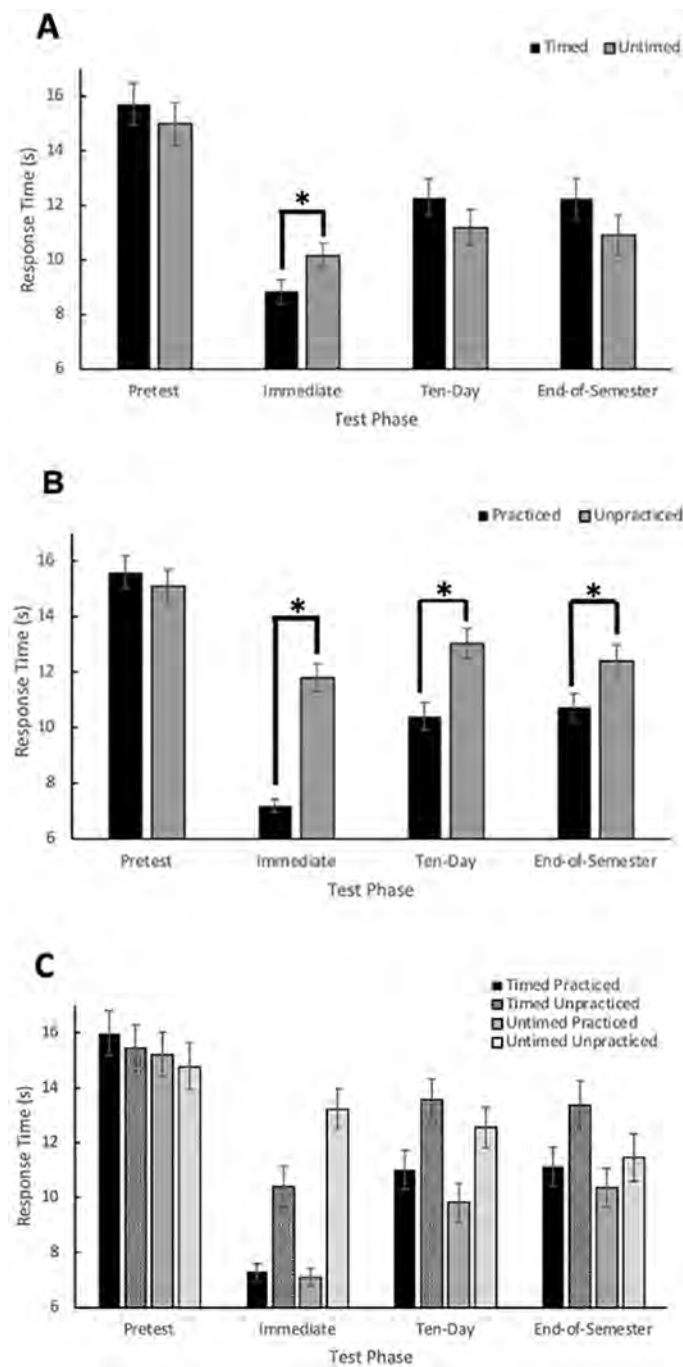 A
Timed Untimed
16
14
12
10
8
6
Response Time (s)
*
Pretest Immediate Ten-Day End-of-Semester
Test Phase
B
Practiced Unpracticed
16
14
12
10
8
6
Response Time (s)
* * *
Pretest Immediate Ten-Day End-of-Semester
Test Phase
C
Timed Practiced
Timed Unpracticed
Untimed Practiced
Untimed Unpracticed
16
14
12
10
8
6
Response Time (s)
Pretest Immediate Ten-Day End-of-Semester